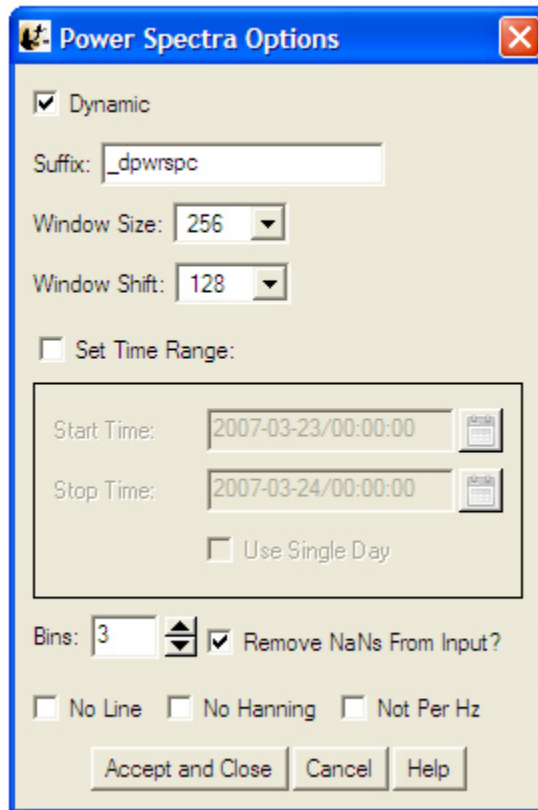 Power Spectra Options
Dynamic
Suffix: _dpwrspc
Window Size: 256
Window Shift: 128
Set Time Range:
Start Time: 2007-03-23/00:00:00
Stop Time: 2007-03-24/00:00:00
Use Single Day
Bins: 3 Remove NaNs From Input?
No Line No Hanning Not Per Hz
Accept and Close Cancel Help